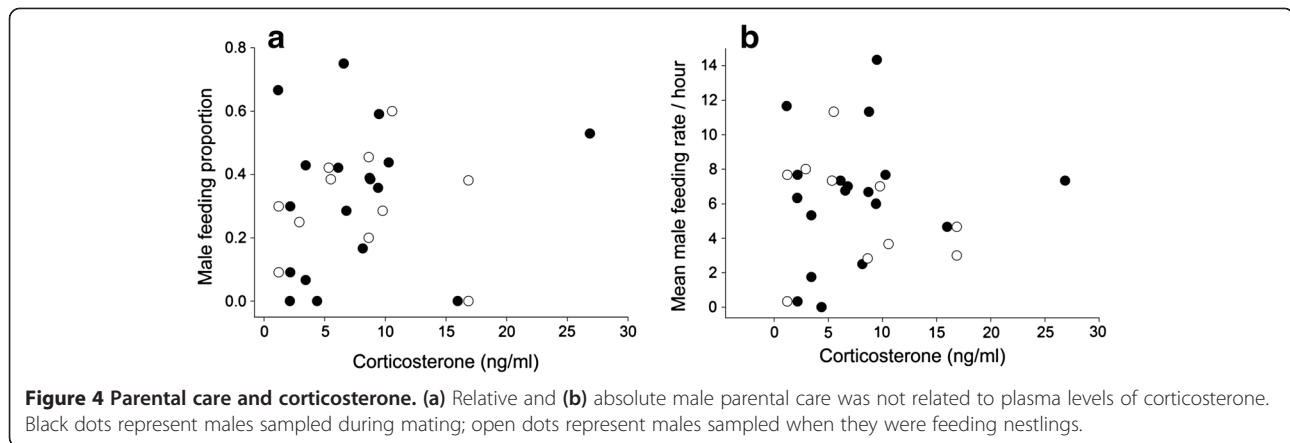 a
0.8
0.6
0.4
0.2
0.0
Male feeding proportion
0 5 10 15 20 25 30
Corticosterone (ng/ml)
b
14
12
10
8
6
4
2
0
Mean male feeding rate / hour
0 5 10 15 20 25 30
Corticosterone (ng/ml)
Figure 4 Parental care and corticosterone. (a) Relative and (b) absolute male parental care was not related to plasma levels of corticosterone.
Black dots represent males sampled during mating; open dots represent males sampled when they were feeding nestlings.